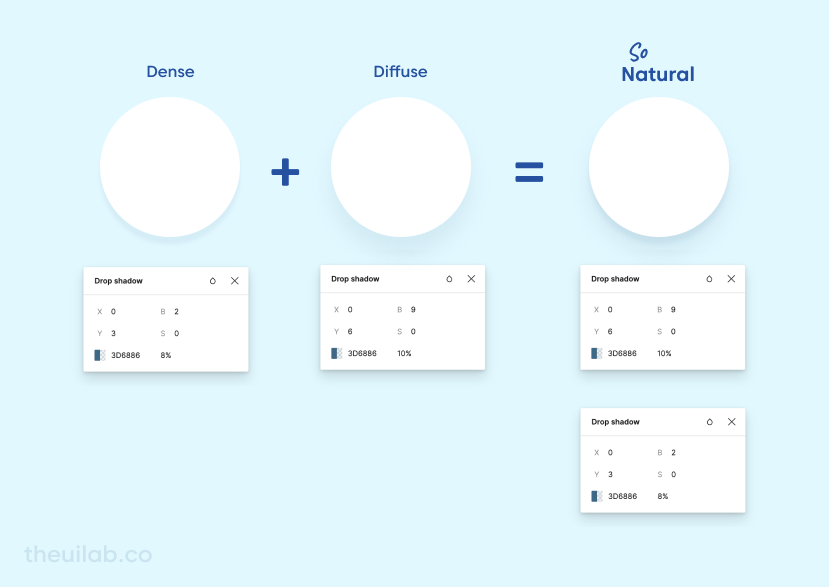 Dense
Diffuse
So
Natural
+
=
Drop shadow
X 0 B 2
Y 3 S 0
3D6886 8%
Drop shadow
X 0 B 9
Y 6 S 0
3D6886 10%
Drop shadow
X 0 B 9
Y 6 S 0
3D6886 10%
Drop shadow
X 0 B 2
Y 3 S 0
3D6886 8%
theuilab.co